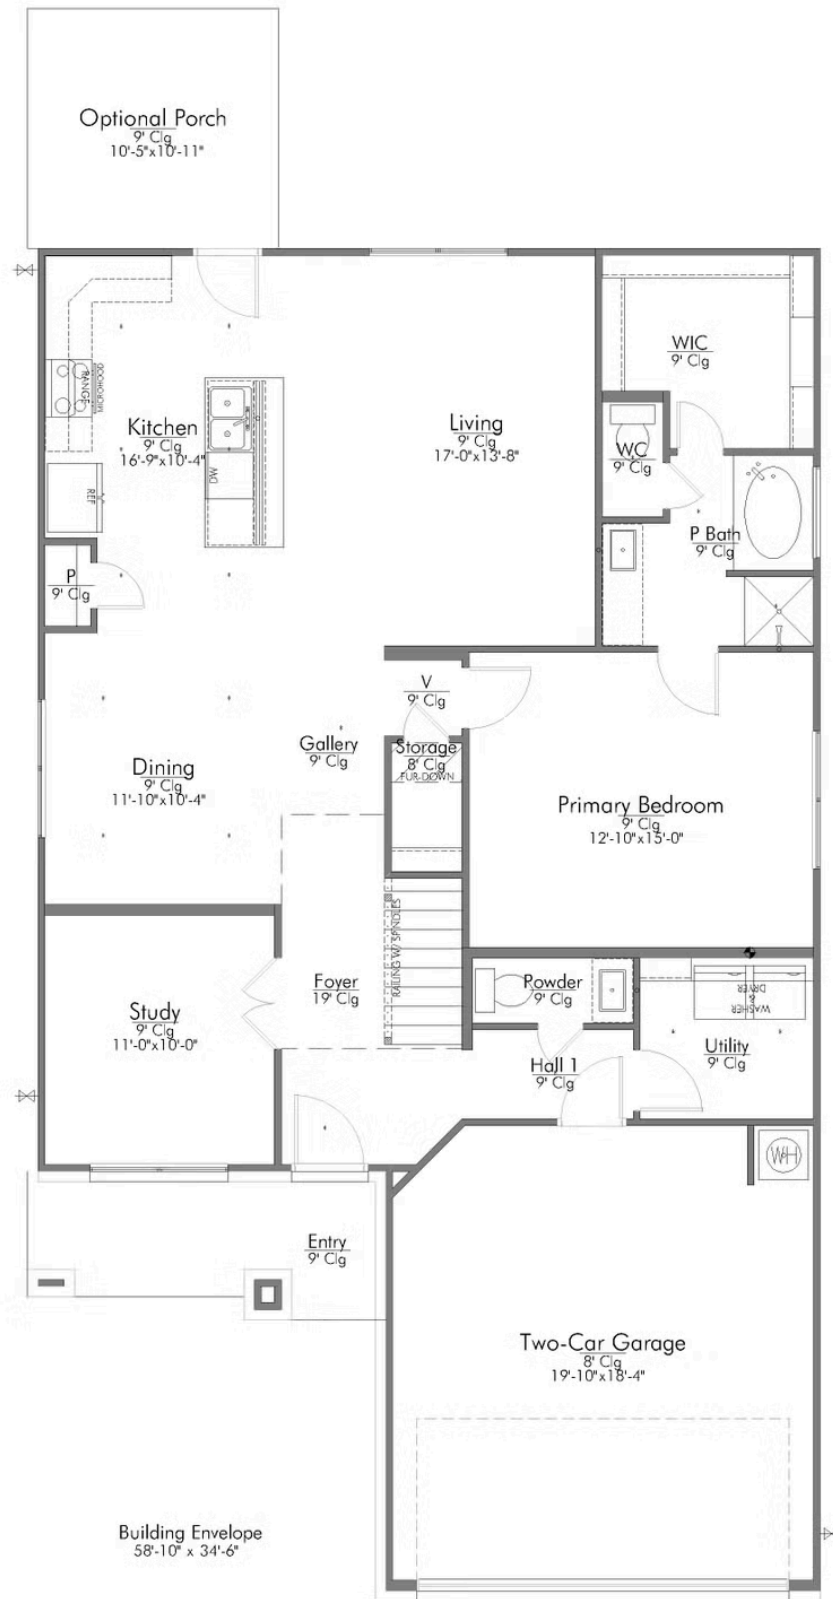 Optional Porch
9' Clg
10'-5"x10'-11"
WIC
9' Clg
RANGE
MICROHOOD
Kitchen
9' Clg
16'-9"x10'-4"
DW
REF
Living
9' Clg
17'-0"x13'-8"
WC
9' Clg
P Bath
9' Clg
P
9' Clg
V
9' Clg
Gallery
9' Clg
Storage
8' Clg
FUR-DOWN
Dining
9' Clg
11'-10"x10'-4"
Primary Bedroom
9' Clg
12'-10"x15'-0"
RAILING W/ SPINDLES
Foyer
19' Clg
Powder
9' Clg
WASHER
&
DRYER
Study
9' Clg
11'-0"x10'-0"
Utility
9' Clg
Hall 1
9' Clg
WH
Entry
9' Clg
Two-Car Garage
8' Clg
19'-10"x18'-4"
Building Envelope
58'-10" x 34'-6"